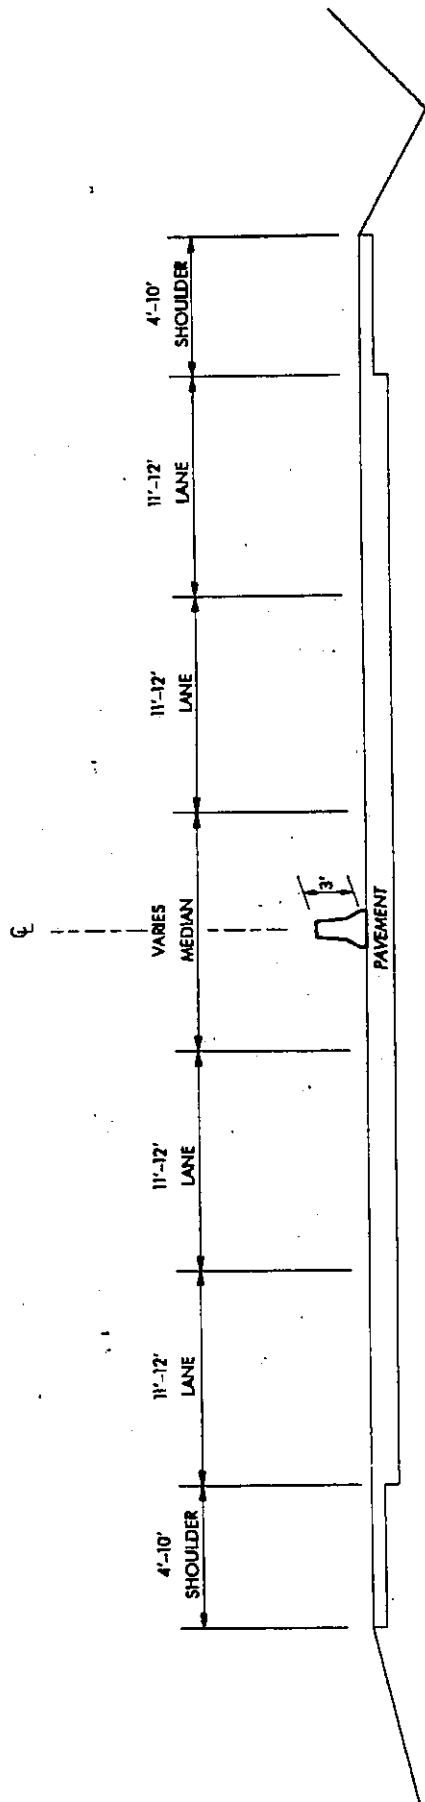 ℄
4'-10'
SHOULDER
11'-12'
LANE
11'-12'
LANE
VARIES
MEDIAN
11'-12'
LANE
11'-12'
LANE
4'-10'
SHOULDER
3'
PAVEMENT